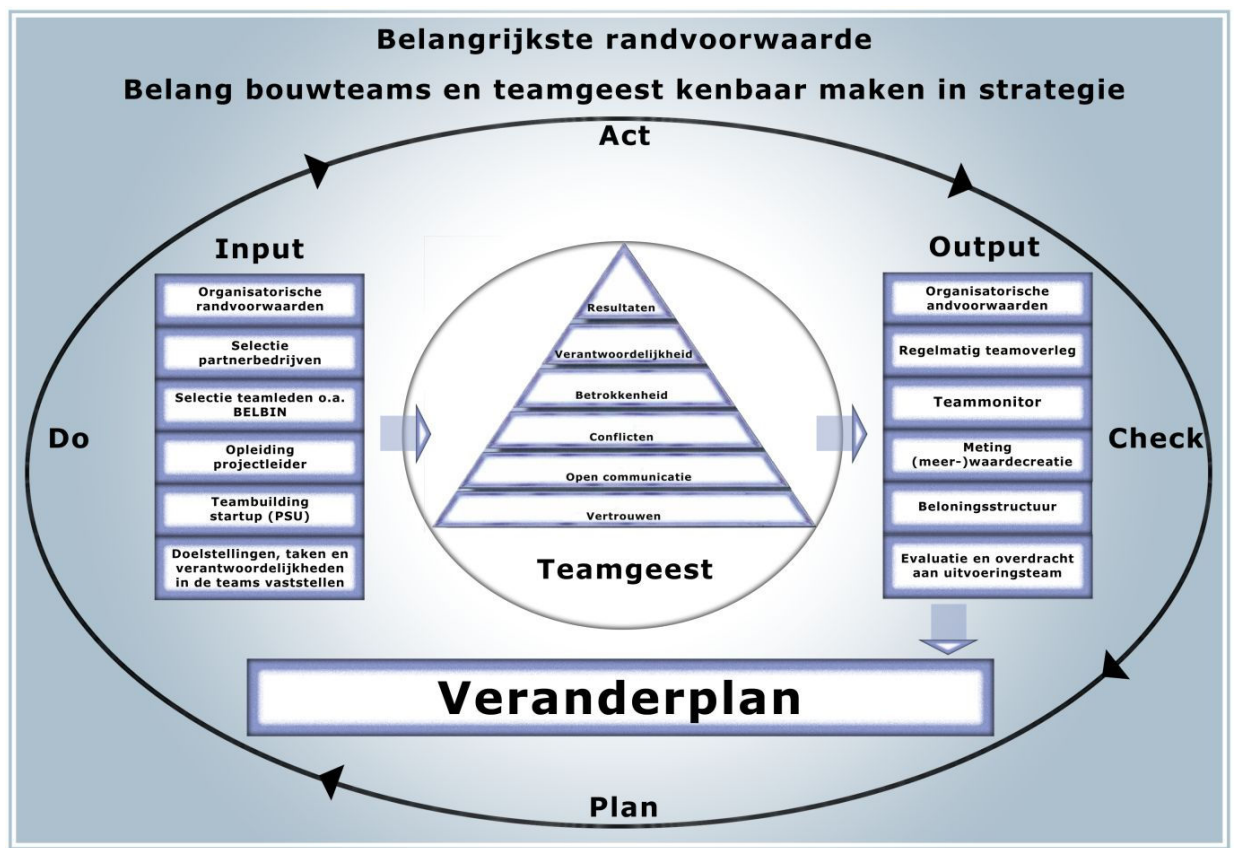 Belangrijkste randvoorwaarde
Belang bouwteams en teamgeest kenbaar maken in strategie
Act
Input
Organisatorische
randvoorwaarden
Selectie
partnerbedrijven
Selectie teamleden o.a.
BELBIN
Opleiding
projectleider
Teambuilding
startup (PSU)
Doelstellingen, taken en
verantwoordelijkheden
in de teams vaststellen
Do
Resultaten
Verantwoordelijkheid
Betrokkenheid
Conflicten
Open communicatie
Vertrouwen
Teamgeest
Output
Organisatorische
andvoorwaarden
Regelmatig teamoverleg
Teammonitor
Meting
(meer-)waardecreatie
Beloningsstructuur
Evaluatie en overdracht
aan uitvoeringsteam
Check
Veranderplan
Plan